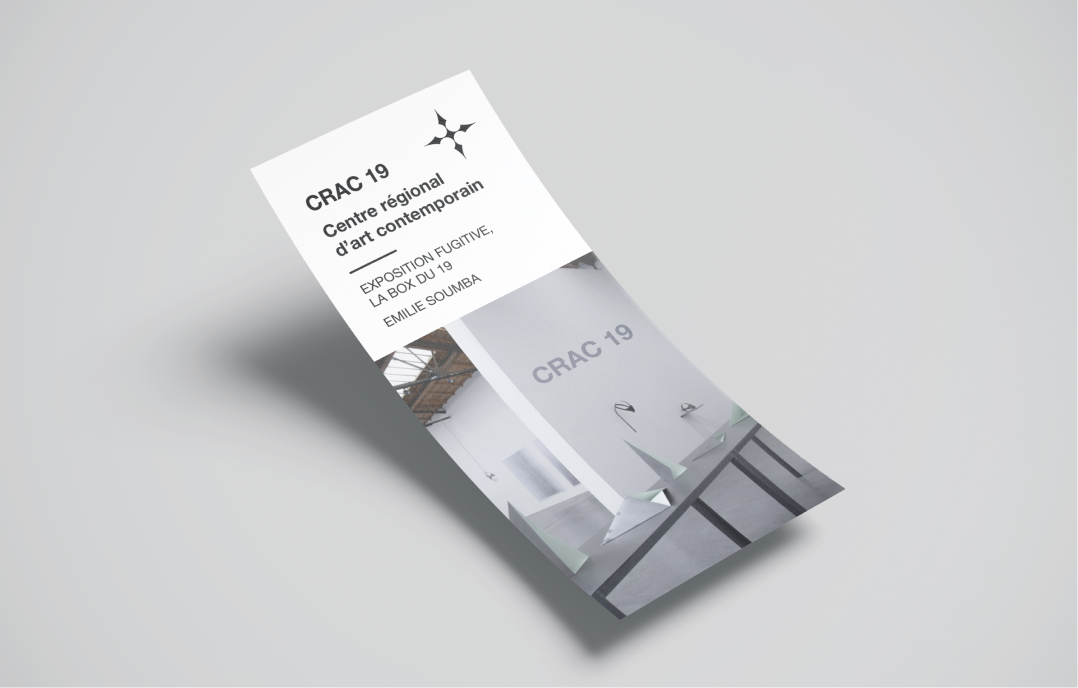 CRAC 19
Centre régional
d'art contemporain
EXPOSITION FUGITIVE,
LA BOX DU 19
EMILIE SOUMBA
CRAC 19